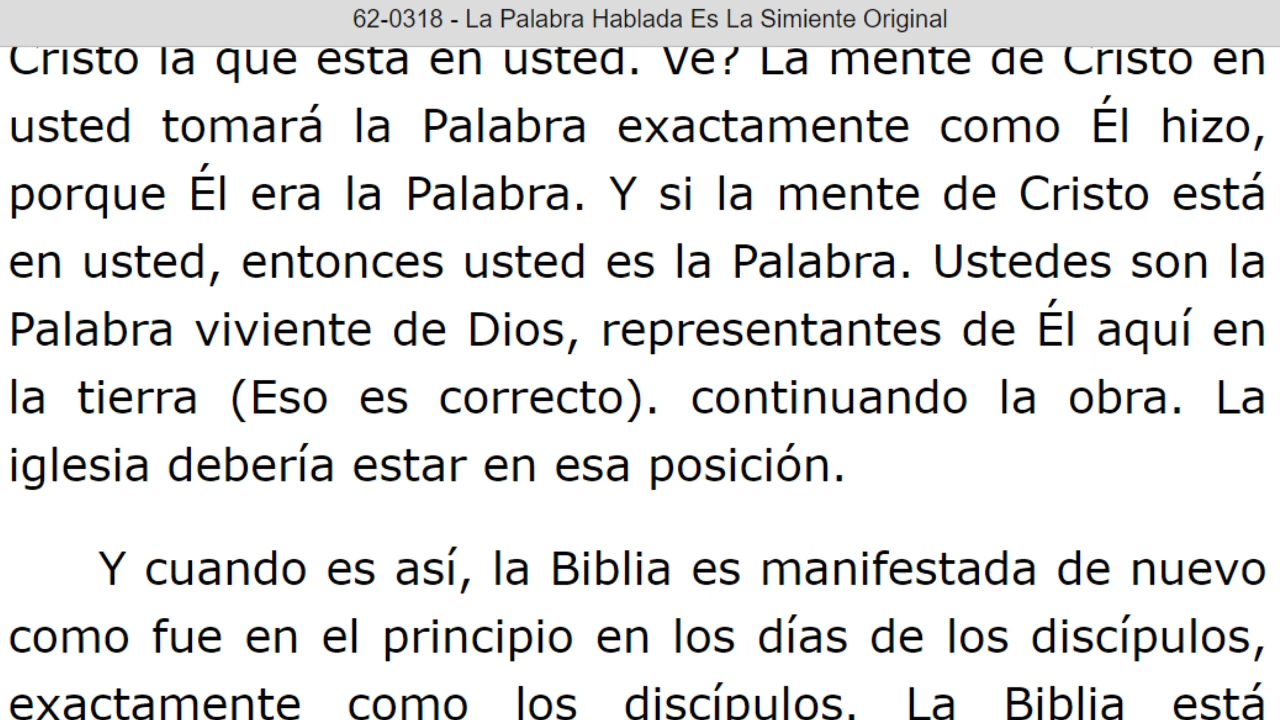 62-0318 - La Palabra Hablada Es La Simiente Original
Cristo la que está en usted. Ve? La mente de Cristo en
usted tomará la Palabra exactamente como Él hizo,
porque Él era la Palabra. Y si la mente de Cristo está
en usted, entonces usted es la Palabra. Ustedes son la
Palabra viviente de Dios, representantes de Él aquí en
la tierra (Eso es correcto). continuando la obra. La
iglesia debería estar en esa posición.
Y cuando es así, la Biblia es manifestada de nuevo
como fue en el principio en los días de los discípulos,
exactamente como los discípulos. La Biblia está